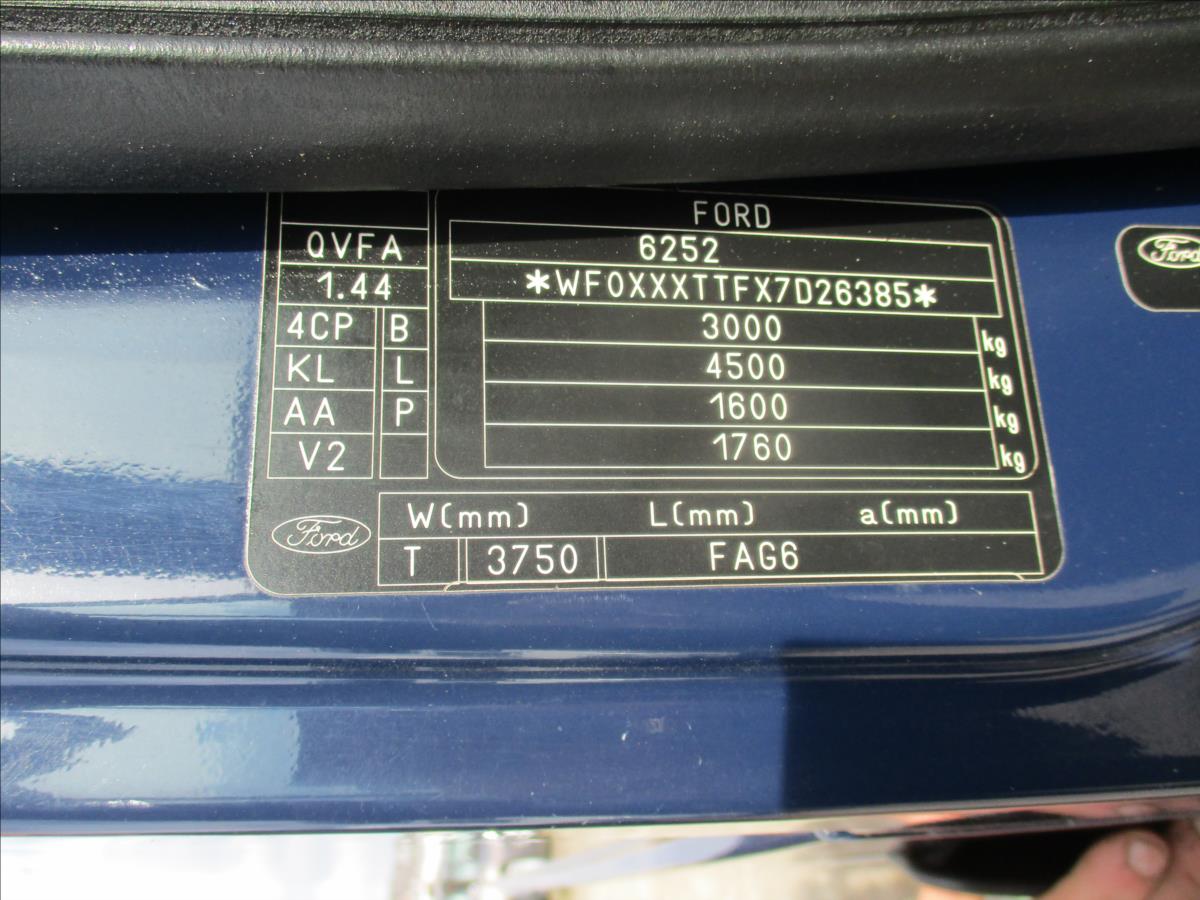 FORD
QVFA 6252
1.44 *WF0XXXTTFX7D26385*
4CP B 3000 kg
KL L 4500 kg
AA P 1600 kg
V2 1760 kg
Ford W(mm) L(mm) a(mm)
T 3750 FAG6
Ford